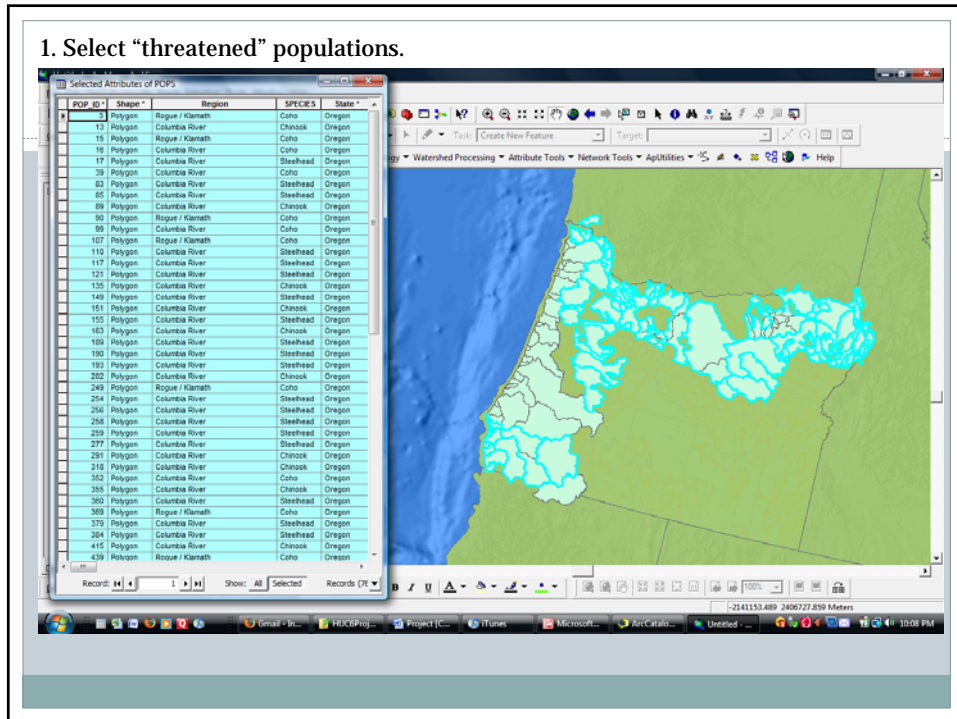 1. Select “threatened” populations.
Selected Attributes of POPS
POP_ID * Shape * Region SPECIES State *
3 Polygon Rogue / Klamath Coho Oregon
13 Polygon Columbia River Chinook Oregon
15 Polygon Rogue / Klamath Coho Oregon
16 Polygon Columbia River Coho Oregon
17 Polygon Columbia River Steelhead Oregon
39 Polygon Columbia River Coho Oregon
83 Polygon Columbia River Steelhead Oregon
85 Polygon Columbia River Steelhead Oregon
89 Polygon Columbia River Chinook Oregon
90 Polygon Rogue / Klamath Coho Oregon
99 Polygon Columbia River Coho Oregon
107 Polygon Rogue / Klamath Coho Oregon
110 Polygon Columbia River Steelhead Oregon
117 Polygon Columbia River Steelhead Oregon
121 Polygon Columbia River Steelhead Oregon
135 Polygon Columbia River Chinook Oregon
149 Polygon Columbia River Steelhead Oregon
151 Polygon Columbia River Chinook Oregon
155 Polygon Columbia River Steelhead Oregon
163 Polygon Columbia River Chinook Oregon
189 Polygon Columbia River Steelhead Oregon
190 Polygon Columbia River Steelhead Oregon
193 Polygon Columbia River Steelhead Oregon
202 Polygon Columbia River Chinook Oregon
249 Polygon Rogue / Klamath Coho Oregon
254 Polygon Columbia River Steelhead Oregon
256 Polygon Columbia River Steelhead Oregon
258 Polygon Columbia River Steelhead Oregon
259 Polygon Columbia River Steelhead Oregon
277 Polygon Columbia River Steelhead Oregon
291 Polygon Columbia River Chinook Oregon
318 Polygon Columbia River Chinook Oregon
352 Polygon Columbia River Coho Oregon
355 Polygon Columbia River Chinook Oregon
360 Polygon Columbia River Steelhead Oregon
369 Polygon Rogue / Klamath Coho Oregon
379 Polygon Columbia River Steelhead Oregon
384 Polygon Columbia River Steelhead Oregon
415 Polygon Columbia River Chinook Oregon
439 Polygon Rogue / Klamath Coho Oregon
Record: 1 Show: All Selected Records (76
Task: Create New Feature Target:
gy Watershed Processing Attribute Tools Network Tools ApUtilities Help
B I U A 100%
-2141153.489 2406727.859 Meters
Gmail - In... HUC6Proj... Project [C... iTunes Microsoft... ArcCatalo... Untitled - ... 10:08 PM